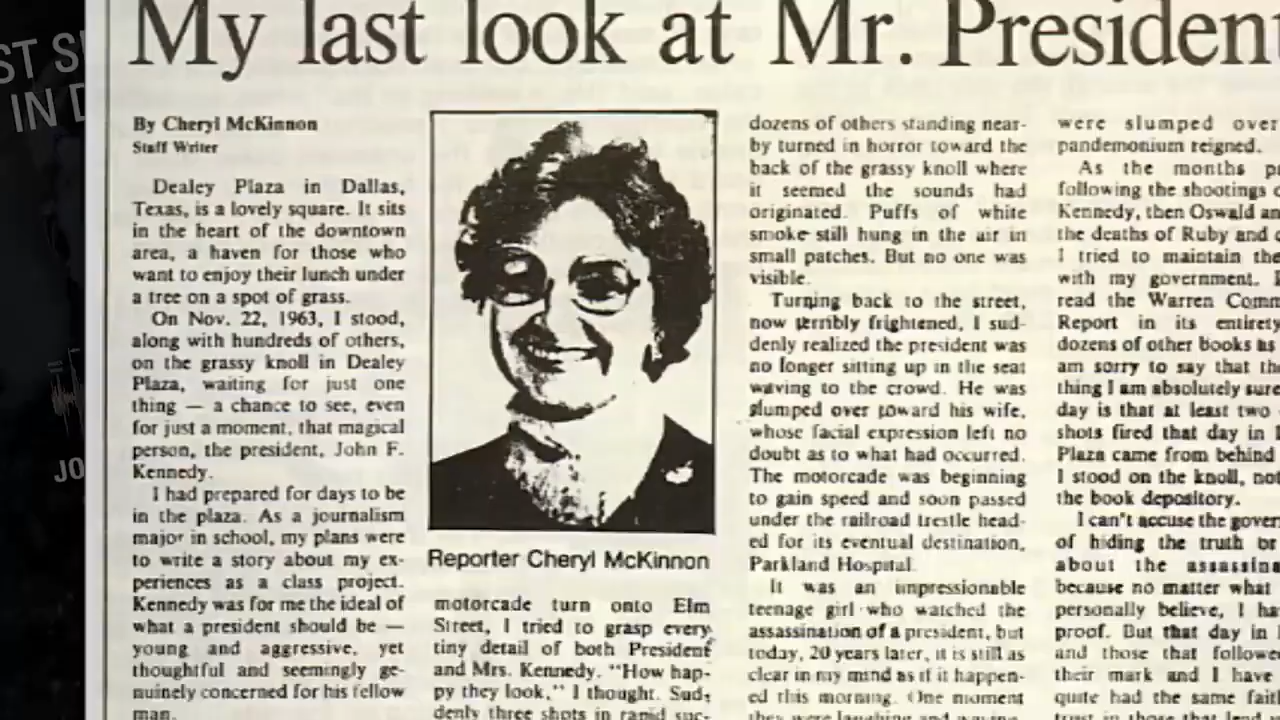 ST S
IN D
JO
My last look at Mr. President
By Cheryl McKinnon
Staff Writer
Dealey Plaza in Dallas,
Texas, is a lovely square. It sits
in the heart of the downtown
area, a haven for those who
want to enjoy their lunch under
a tree on a spot of grass.
On Nov. 22, 1963, I stood,
along with hundreds of others,
on the grassy knoll in Dealey
Plaza, waiting for just one
thing — a chance to see, even
for just a moment, that magical
person, the president, John F.
Kennedy.
I had prepared for days to be
in the plaza. As a journalism
major in school, my plans were
to write a story about my ex-
periences as a class project.
Kennedy was for me the ideal of
what a president should be —
young and aggressive, yet
thoughtful and seemingly ge-
nuinely concerned for his fellow
man.
Reporter Cheryl McKinnon
motorcade turn onto Elm
Street, I tried to grasp every
tiny detail of both President
and Mrs. Kennedy. "How hap-
py they look," I thought. Sud-
denly three shots in rapid suc-
dozens of others standing near-
by turned in horror toward the
back of the grassy knoll where
it seemed the sounds had
originated. Puffs of white
smoke still hung in the air in
small patches. But no one was
visible.
Turning back to the street,
now terribly frightened, I sud-
denly realized the president was
no longer sitting up in the seat
waving to the crowd. He was
slumped over toward his wife,
whose facial expression left no
doubt as to what had occurred.
The motorcade was beginning
to gain speed and soon passed
under the railroad trestle head-
ed for its eventual destination,
Parkland Hospital.
It was an impressionable
teenage girl who watched the
assassination of a president, but
today, 20 years later, it is still as
clear in my mind as if it happen-
ed this morning. One moment
they were laughing and waving
were slumped over
pandemonium reigned.
As the months p
following the shootings o
Kennedy, then Oswald an
the deaths of Ruby and o
I tried to maintain the
with my government. I
read the Warren Comm
Report in its entirety
dozens of other books as
am sorry to say that the
thing I am absolutely sure
day is that at least two
shots fired that day in
Plaza came from behind
I stood on the knoll, not
the book depository.
I can't accuse the gover
of hiding the truth or
about the assassina
because no matter what
personally believe, I ha
proof. But that day in
and those that followe
their mark and I have
quite had the same fait
trust in those the lead